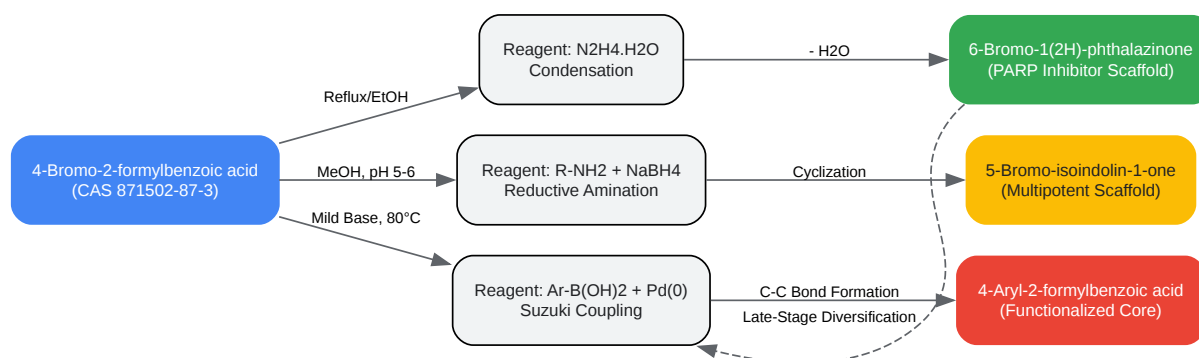 4-Bromo-2-formylbenzoic acid
(CAS 871502-87-3)
Reflux/EtOH
MeOH, pH 5-6
Mild Base, 80°C
Reagent: N2H4.H2O
Condensation
- H2O
6-Bromo-1(2H)-phthalazinone
(PARP Inhibitor Scaffold)
Reagent: R-NH2 + NaBH4
Reductive Amination
Cyclization
5-Bromo-isoindolin-1-one
(Multipotent Scaffold)
Reagent: Ar-B(OH)2 + Pd(0)
Suzuki Coupling
C-C Bond Formation
Late-Stage Diversification
4-Aryl-2-formylbenzoic acid
(Functionalized Core)